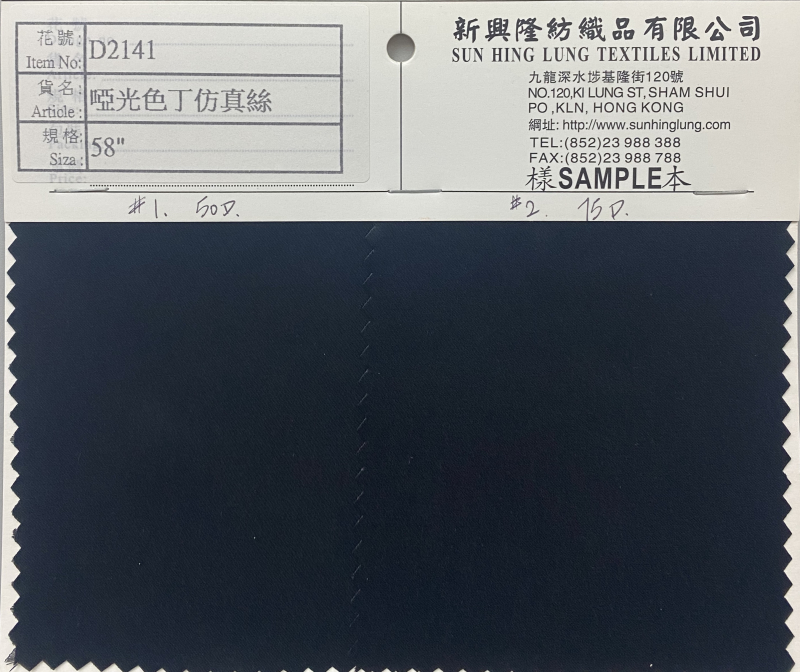 花號:
Item No:
D2141
貨名:
Article :
啞光色丁仿真絲
規格:
Siza :
58"
Price:
新興隆紡織品有限公司
SUN HING LUNG TEXTILES LIMITED
九龍深水埗基隆街120號
NO.120,KI LUNG ST, SHAM SHUI
PO ,KLN, HONG KONG
網址: http://www.sunhinglung.com
TEL:(852)23 988 388
FAX:(852)23 988 788
樣SAMPLE本
#1. 50D.
#2. 75D.